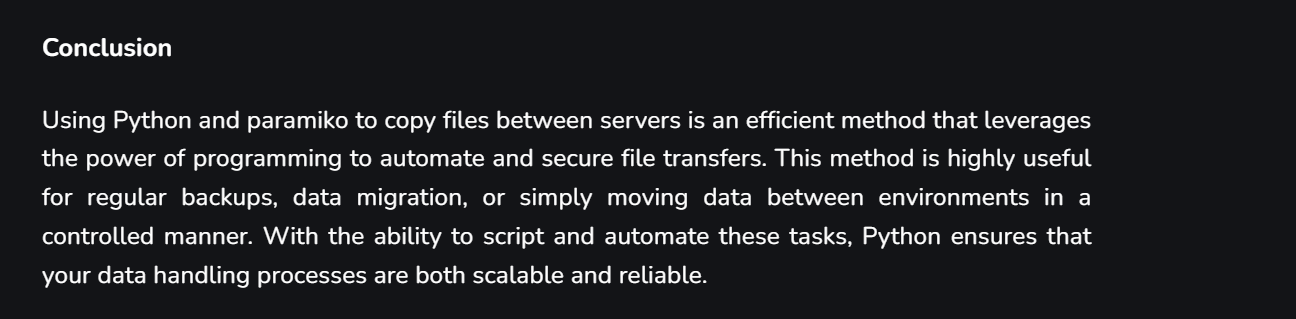 Conclusion
Using Python and paramiko to copy files between servers is an efficient method that leverages
the power of programming to automate and secure file transfers. This method is highly useful
for regular backups, data migration, or simply moving data between environments in a
controlled manner. With the ability to script and automate these tasks, Python ensures that
your data handling processes are both scalable and reliable.